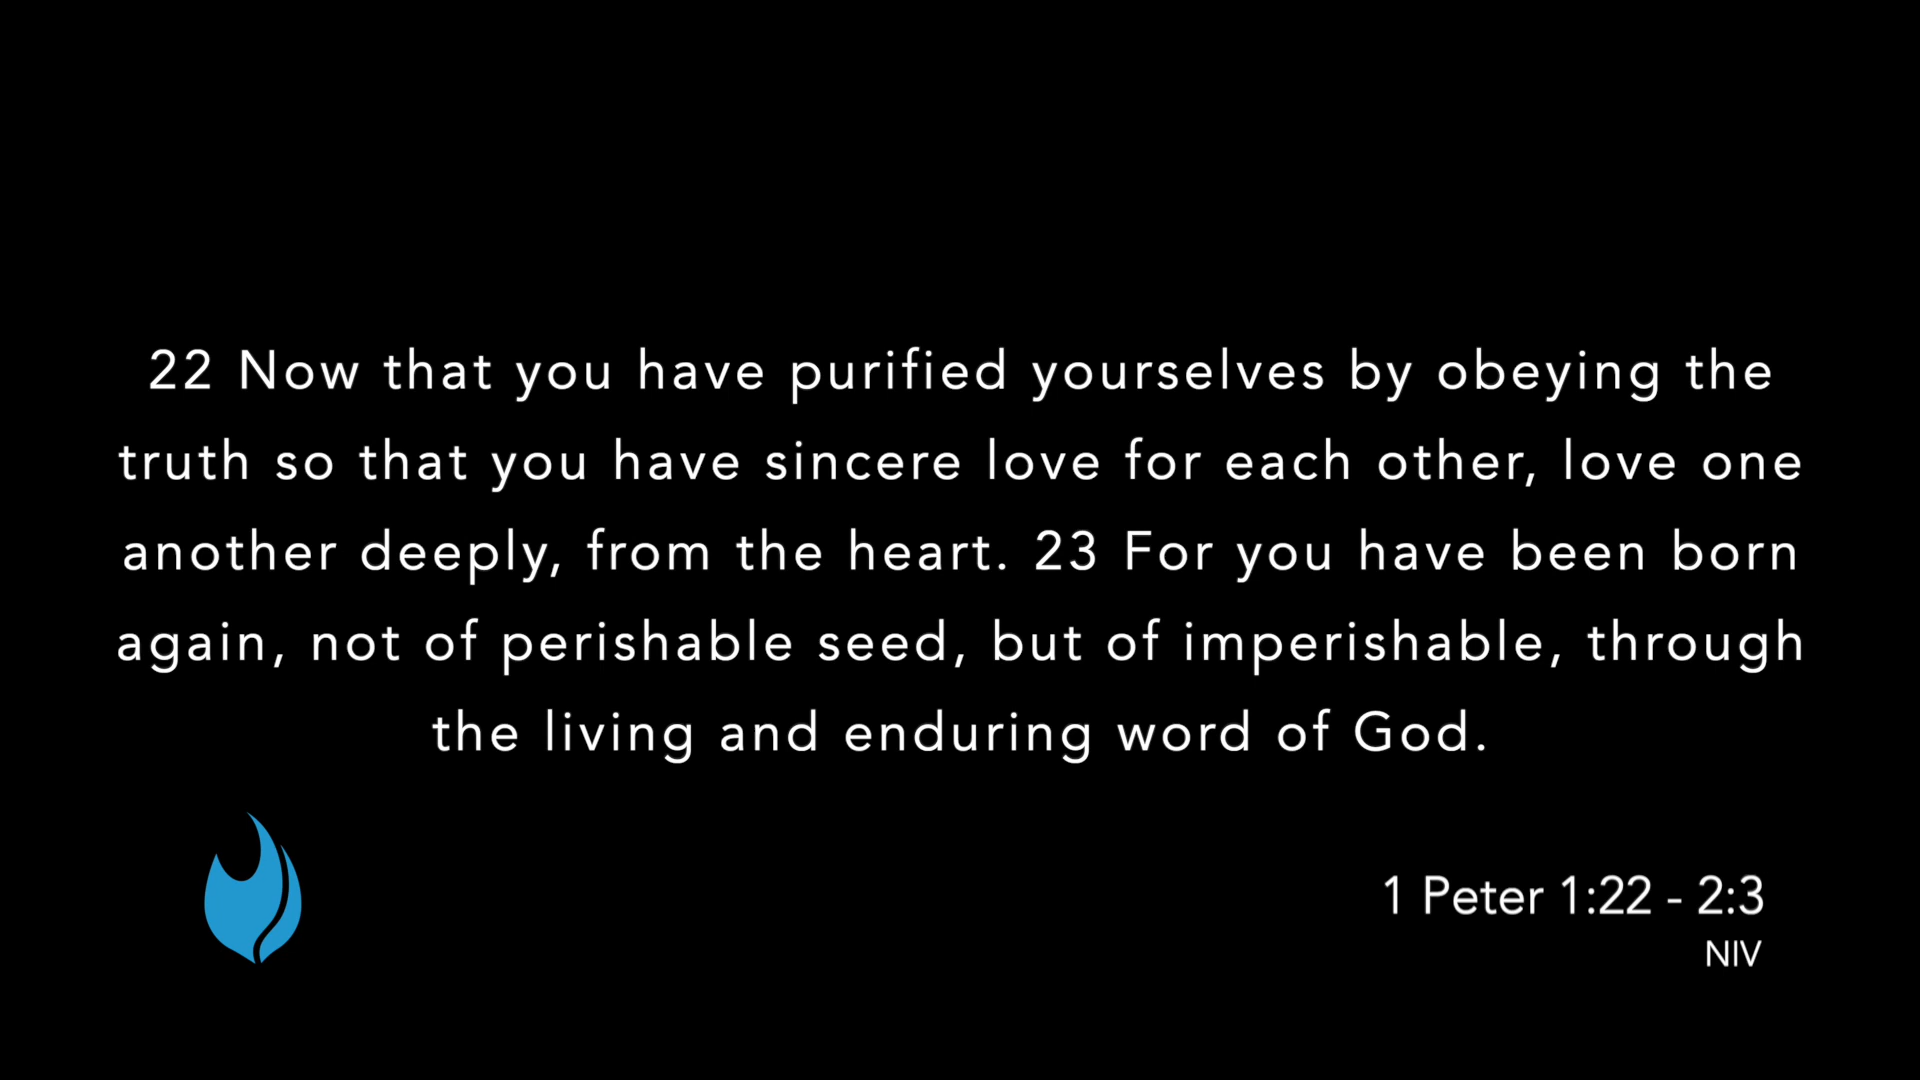 22 Now that you have purified yourselves by obeying the
truth so that you have sincere love for each other, love one
another deeply, from the heart. 23 For you have been born
again, not of perishable seed, but of imperishable, through
the living and enduring word of God.
1 Peter 1:22 - 2:3
NIV